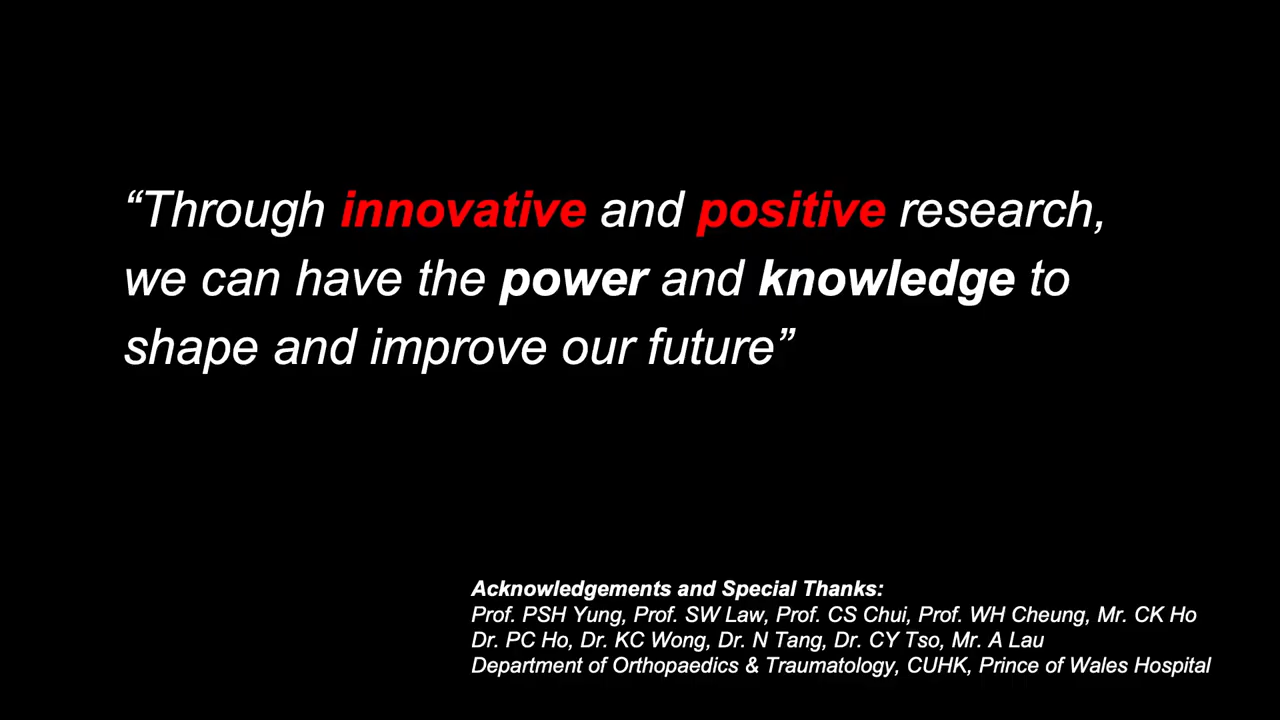 “Through innovative and positive research,
we can have the power and knowledge to
shape and improve our future”
Acknowledgements and Special Thanks:
Prof. PSH Yung, Prof. SW Law, Prof. CS Chui, Prof. WH Cheung, Mr. CK Ho
Dr. PC Ho, Dr. KC Wong, Dr. N Tang, Dr. CY Tso, Mr. A Lau
Department of Orthopaedics & Traumatology, CUHK, Prince of Wales Hospital